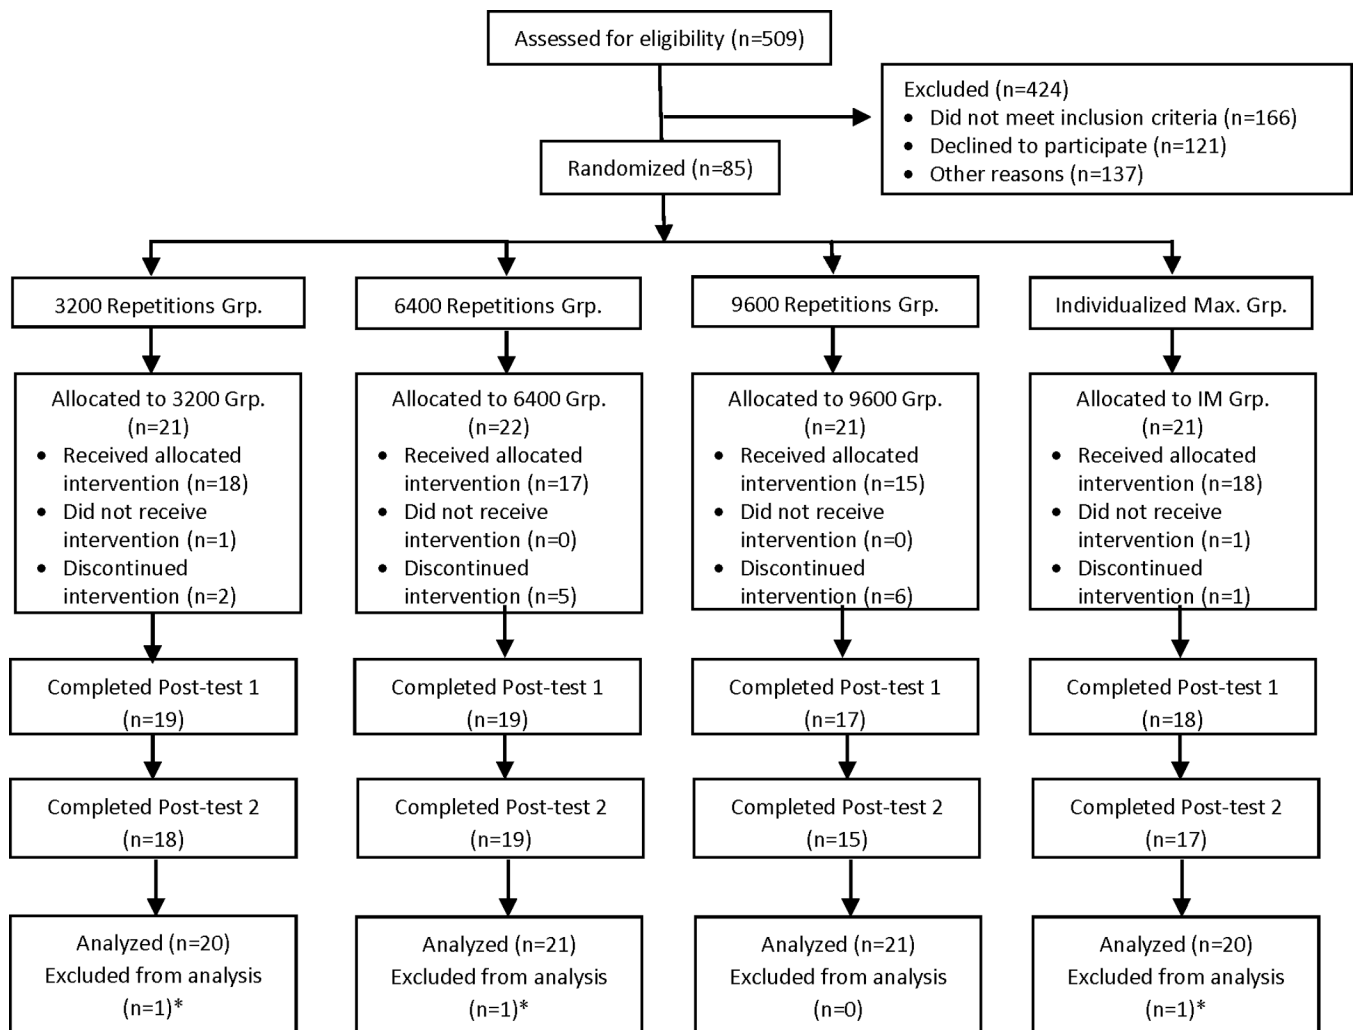 Assessed for eligibility (n=509)
Excluded (n=424)
• Did not meet inclusion criteria (n=166)
• Declined to participate (n=121)
• Other reasons (n=137)
Randomized (n=85)
3200 Repetitions Grp.
6400 Repetitions Grp.
9600 Repetitions Grp.
Individualized Max. Grp.
Allocated to 3200 Grp.
(n=21)
• Received allocated
intervention (n=18)
• Did not receive
intervention (n=1)
• Discontinued
intervention (n=2)
Allocated to 6400 Grp.
(n=22)
• Received allocated
intervention (n=17)
• Did not receive
intervention (n=0)
• Discontinued
intervention (n=5)
Allocated to 9600 Grp.
(n=21)
• Received allocated
intervention (n=15)
• Did not receive
intervention (n=0)
• Discontinued
intervention (n=6)
Allocated to IM Grp.
(n=21)
• Received allocated
intervention (n=18)
• Did not receive
intervention (n=1)
• Discontinued
intervention (n=1)
Completed Post-test 1
(n=19)
Completed Post-test 1
(n=19)
Completed Post-test 1
(n=17)
Completed Post-test 1
(n=18)
Completed Post-test 2
(n=18)
Completed Post-test 2
(n=19)
Completed Post-test 2
(n=15)
Completed Post-test 2
(n=17)
Analyzed (n=20)
Excluded from analysis
(n=1)*
Analyzed (n=21)
Excluded from analysis
(n=1)*
Analyzed (n=21)
Excluded from analysis
(n=0)
Analyzed (n=20)
Excluded from analysis
(n=1)*